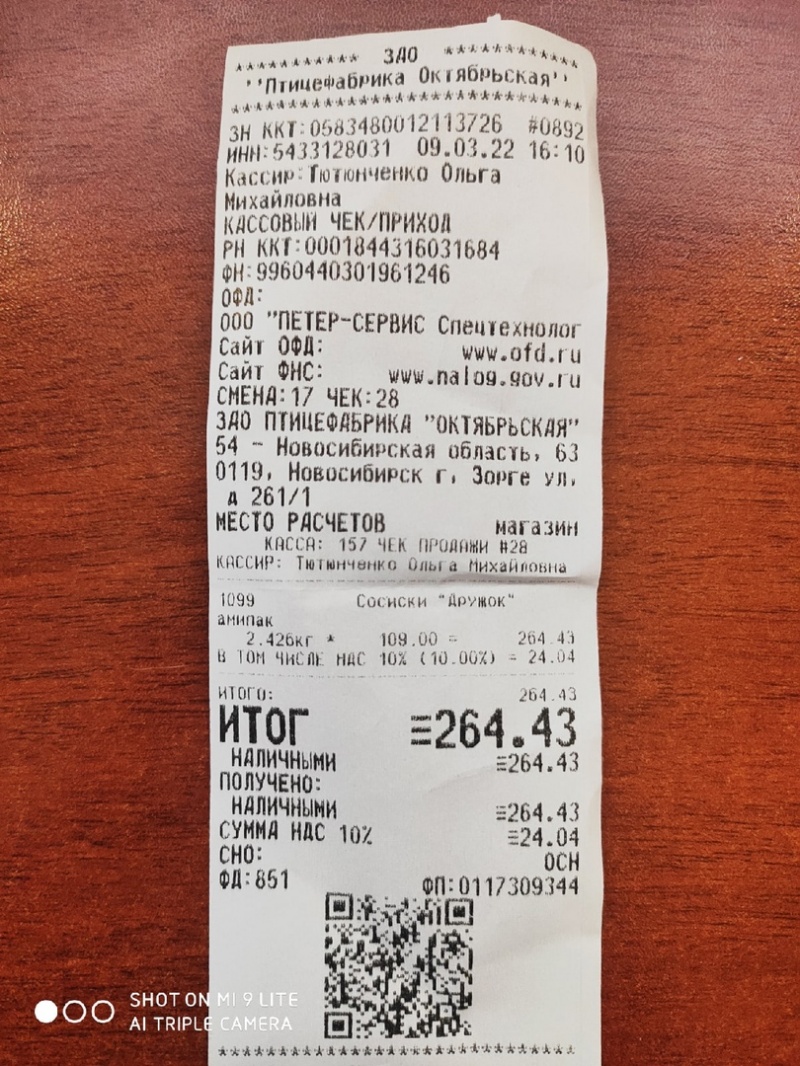 *********** ЗАО ***********
''Птицефабрика Октябрьская''
********************************
ЗН ККТ:0583480012113726 #0892
ИНН:5433128031 09.03.22 16:10
Кассир:Тютюнченко Ольга
Михайловна
КАССОВЫЙ ЧЕК/ПРИХОД
РН ККТ:0001844316031684
ФН:9960440301961246
ОФД:
ООО "ПЕТЕР-СЕРВИС Спецтехнолог
Сайт ОФД: www.ofd.ru
Сайт ФНС: www.nalog.gov.ru
СМЕНА:17 ЧЕК:28
ЗАО ПТИЦЕФАБРИКА "ОКТЯБРЬСКАЯ"
54 - Новосибирская область, 63
0119, Новосибирск г, Зорге ул,
д 261/1
МЕСТО РАСЧЕТОВ магазин
КАССА: 157 ЧЕК ПРОДАЖИ #28
КАССИР: Тютюнченко Ольга Михайловна
1099 Сосиски "Дружок"
амипак
2.426кг * 109.00 = 264.43
В ТОМ ЧИСЛЕ НДС 10% (10.00%) = 24.04
ИТОГО: 264.43
ИТОГ ≡264.43
НАЛИЧНЫМИ ≡264.43
ПОЛУЧЕНО:
НАЛИЧНЫМИ ≡264.43
СУММА НДС 10% ≡24.04
СНО: ОСН
ФД:851 ФП:0117309344
SHOT ON MI 9 LITE
AI TRIPLE CAMERA
********************************